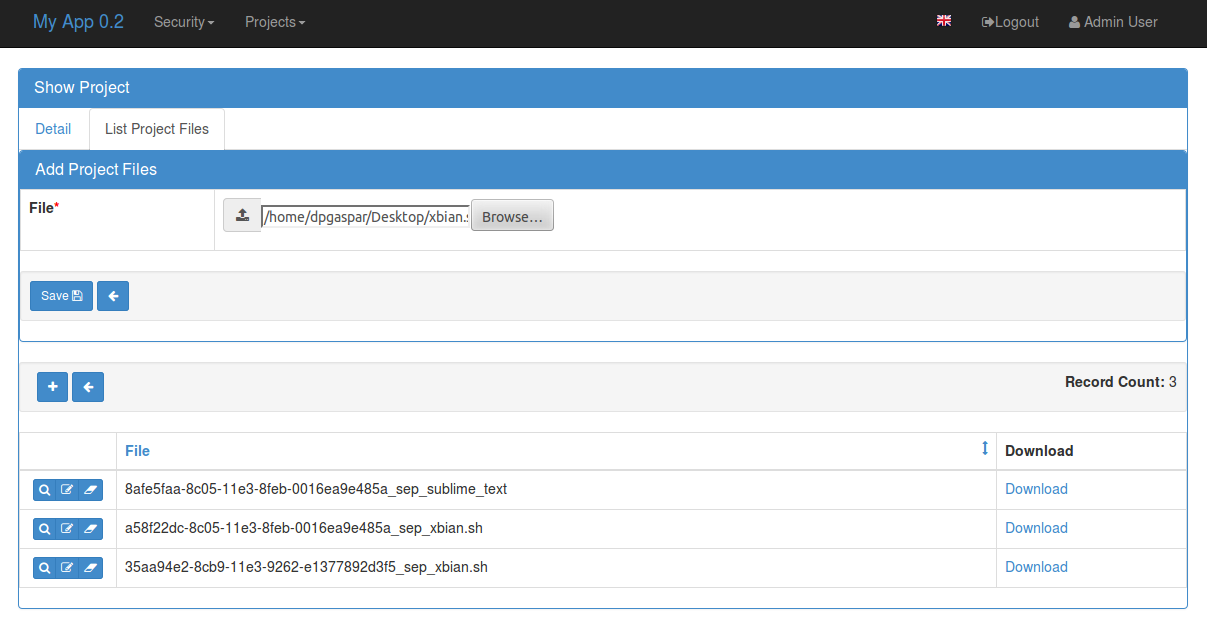 My App 0.2 Security Projects Logout Admin User
Show Project
Detail List Project Files
Add Project Files
File* /home/dpgaspar/Desktop/xbian.s Browse...
Save
Record Count: 3
File Download
8afe5faa-8c05-11e3-8feb-0016ea9e485a_sep_sublime_text Download
a58f22dc-8c05-11e3-8feb-0016ea9e485a_sep_xbian.sh Download
35aa94e2-8cb9-11e3-9262-e1377892d3f5_sep_xbian.sh Download